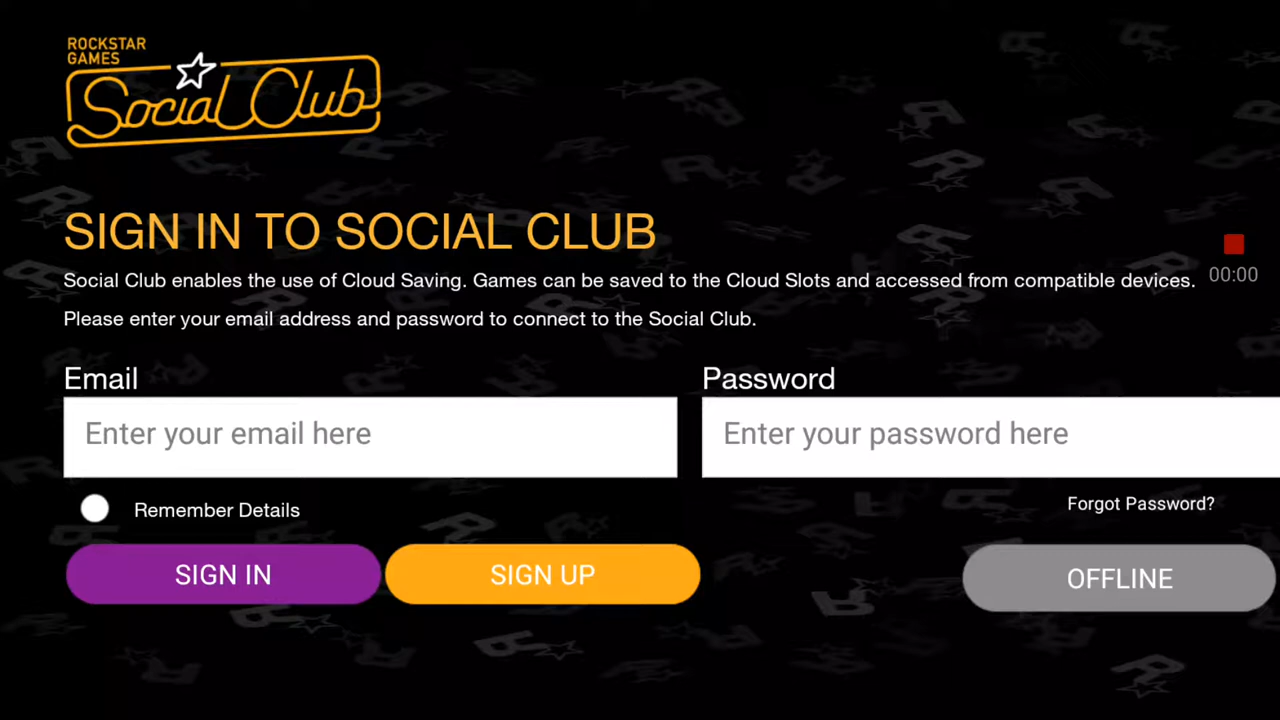 ROCKSTAR
GAMES
Social Club
SIGN IN TO SOCIAL CLUB
Social Club enables the use of Cloud Saving. Games can be saved to the Cloud Slots and accessed from compatible devices.
00:00
Please enter your email address and password to connect to the Social Club.
Email
Password
Enter your email here
Enter your password here
Remember Details
Forgot Password?
SIGN IN
SIGN UP
OFFLINE